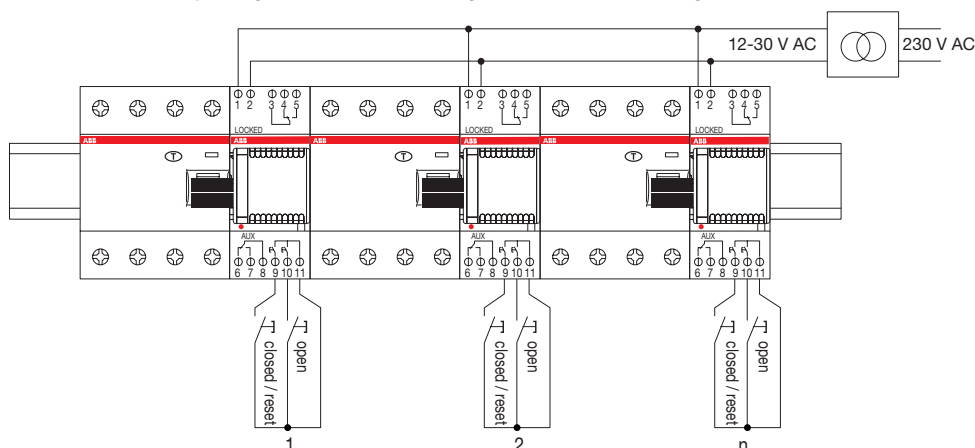 12-30 V AC 230 V AC
1 2 3 4 5 1 2 3 4 5 1 2 3 4 5
LOCKED LOCKED LOCKED
ABB ABB ABB ABB ABB ABB
T T T
AUX AUX AUX
6 7 8 9 10 11 6 7 8 9 10 11 6 7 8 9 10 11
closed / reset open closed / reset open closed / reset open
1 2 n